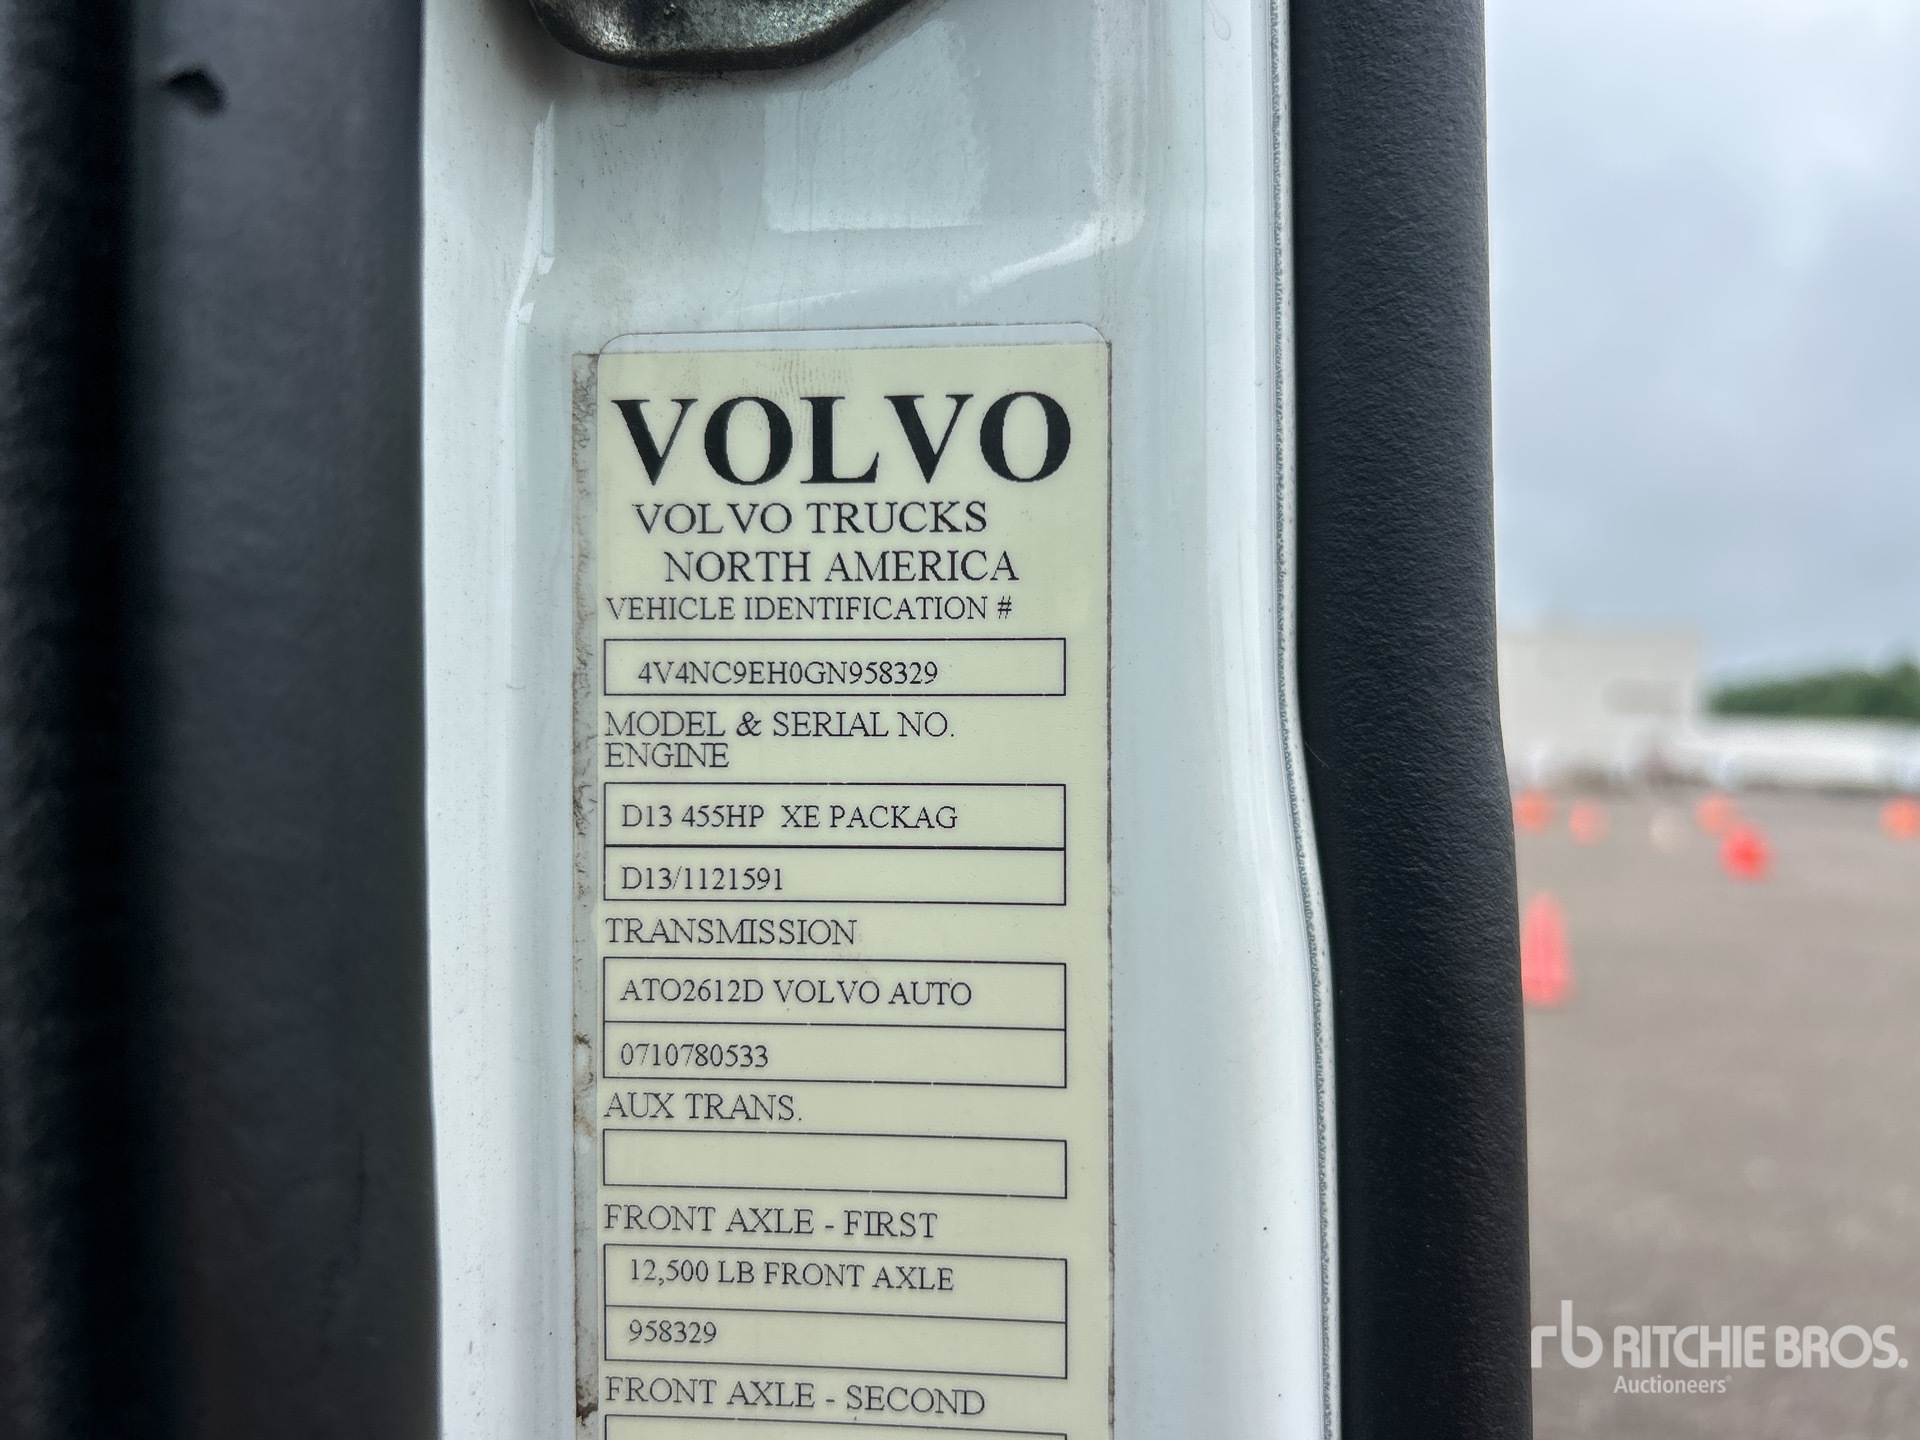 VOLVO
VOLVO TRUCKS
NORTH AMERICA
VEHICLE IDENTIFICATION #
4V4NC9EH0GN958329
MODEL & SERIAL NO.
ENGINE
D13 455HP XE PACKAG
D13/1121591
TRANSMISSION
ATO2612D VOLVO AUTO
0710780533
AUX TRANS.
FRONT AXLE - FIRST
12,500 LB FRONT AXLE
958329
FRONT AXLE - SECOND
rb RITCHIE BROS.
Auctioneers